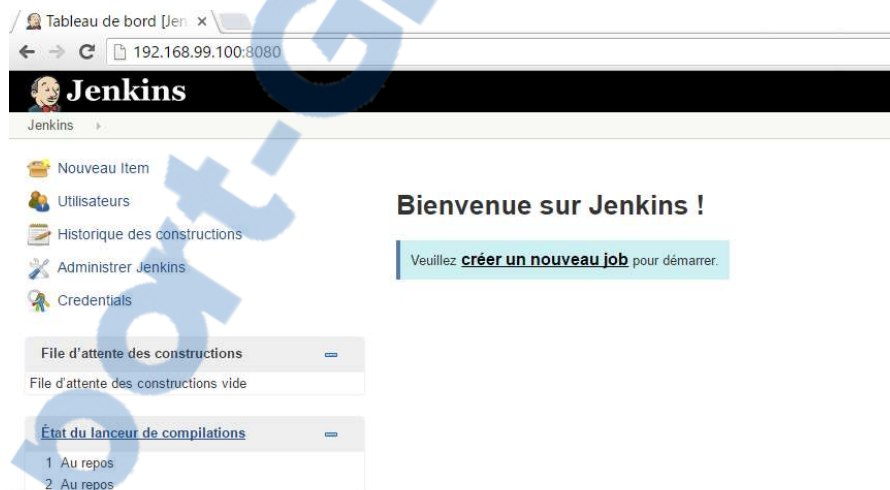 Tableau de bord [Jen
192.168.99.100:8080
Jenkins
Jenkins
Nouveau Item
Utilisateurs
Historique des constructions
Administrer Jenkins
Credentials
File d'attente des constructions
File d'attente des constructions vide
État du lanceur de compilations
1 Au repos
2 Au repos
Bienvenue sur Jenkins !
Veuillez créer un nouveau job pour démarrer.